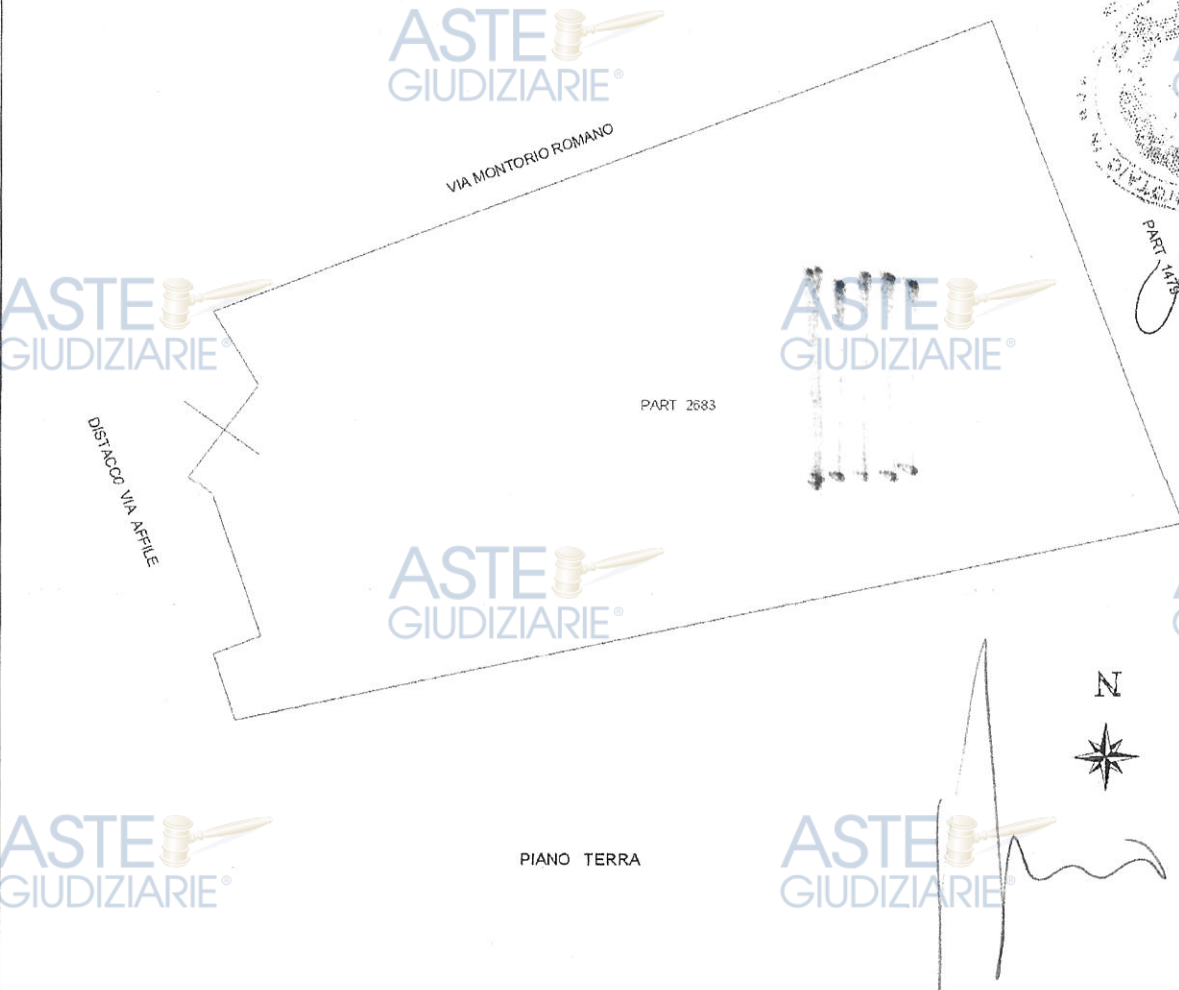 ASTE
GIUDIZIARIE®
VIA MONTORIO ROMANO
PART 1479
ASTE
GIUDIZIARIE®
ASTE
GIUDIZIARIE®
PART 2683
DISTACCO VIA AFFILE
ASTE
GIUDIZIARIE®
N
PIANO TERRA
ASTE
GIUDIZIARIE®
ASTE
GIUDIZIARIE®